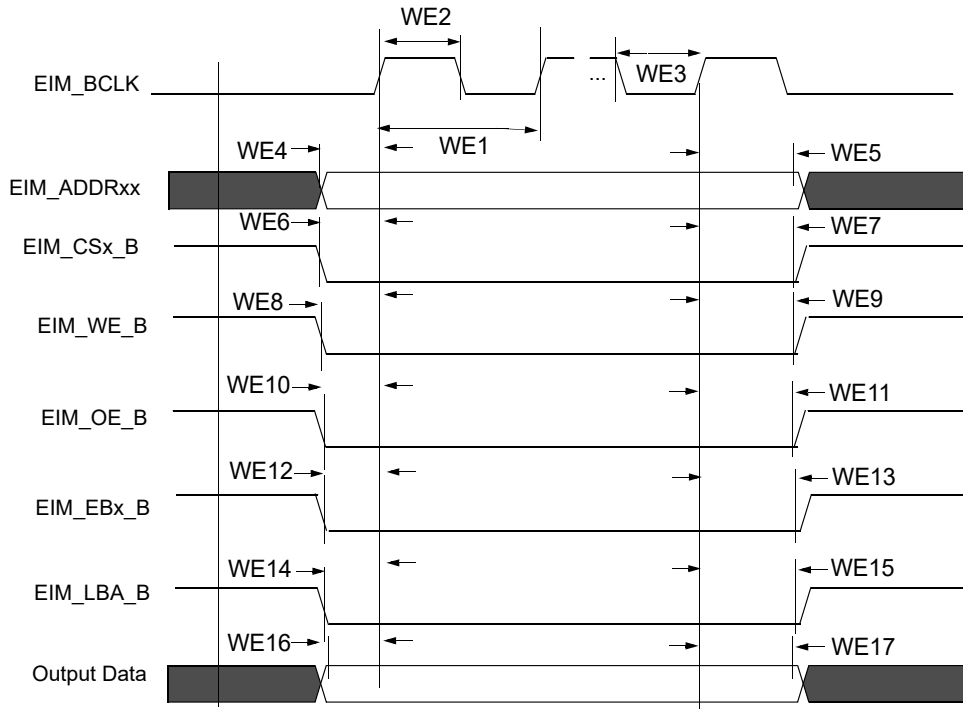 WE2
EIM_BCLK
...
WE3
WE4
WE1
WE5
EIM_ADDRxx
WE6
WE7
EIM_CSx_B
WE8
WE9
EIM_WE_B
WE10
WE11
EIM_OE_B
WE12
WE13
EIM_EBx_B
WE14
WE15
EIM_LBA_B
WE16
WE17
Output Data